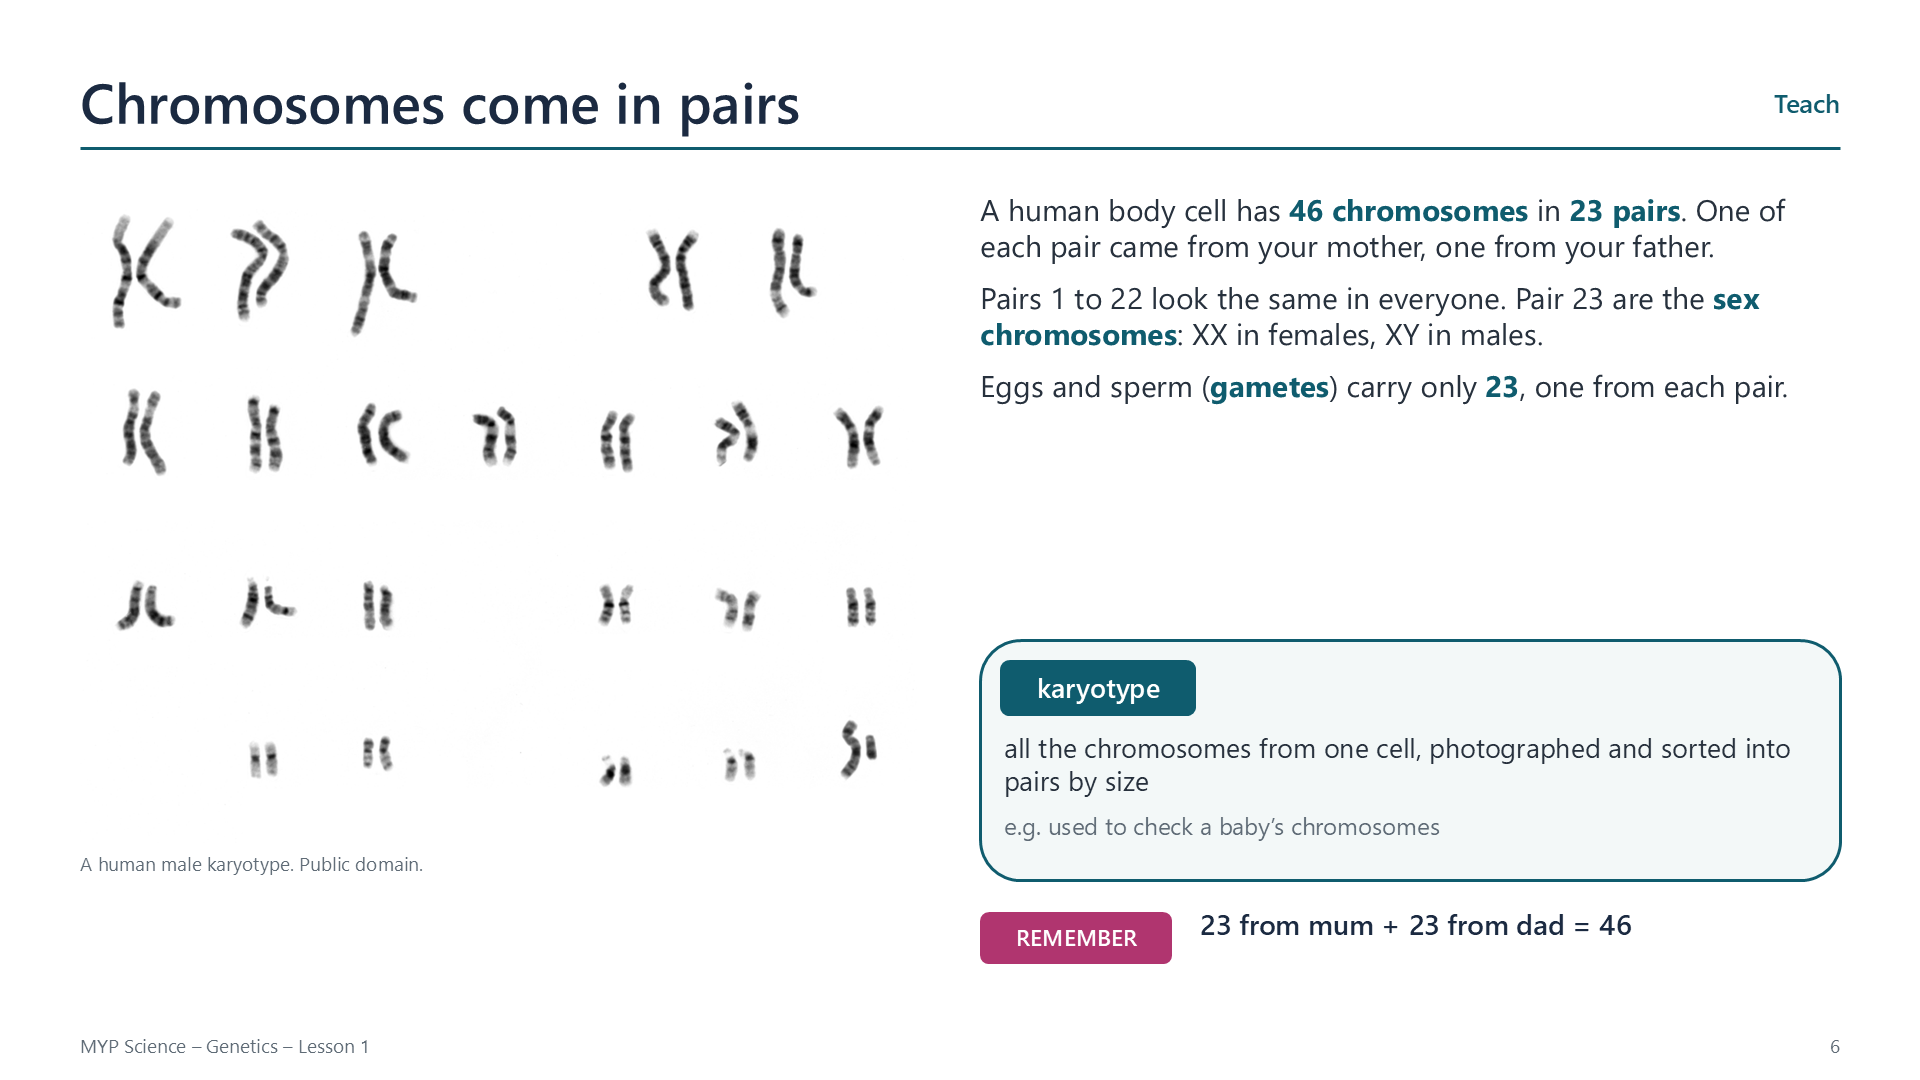 Chromosomes come in pairs
Teach
A human body cell has 46 chromosomes in 23 pairs. One of
each pair came from your mother, one from your father.
Pairs 1 to 22 look the same in everyone. Pair 23 are the sex
chromosomes: XX in females, XY in males.
Eggs and sperm (gametes) carry only 23, one from each pair.
karyotype
all the chromosomes from one cell, photographed and sorted into
pairs by size
e.g. used to check a baby’s chromosomes
A human male karyotype. Public domain.
REMEMBER
23 from mum + 23 from dad = 46
MYP Science – Genetics – Lesson 1
6